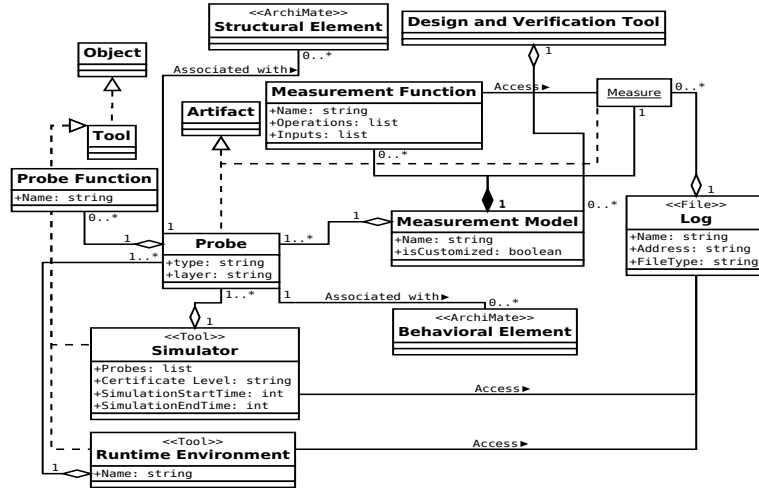 <<ArchiMate>>
Structural Element
0..*
Design and Verification Tool
1
Object
Associated with►
Measurement Function
+Name: string
+Operations: list
+Inputs: list
0..*
Access►
Measure
0..*
1
Artifact
Tool
Probe Function
+Name: string
0..*
1
1
1..*
Probe
+type: string
+layer: string
1..*
1
1..*
1
1
Measurement Model
+Name: string
+isCustomized: boolean
0..*
1
<<File>>
Log
+Name: string
+Address: string
+FileType: string
Associated with►
0..*
<<ArchiMate>>
Behavioral Element
1
<<Tool>>
Simulator
+Probes: list
+Certificate Level: string
+SimulationStartTime: int
+SimulationEndTime: int
Access►
<<Tool>>
Runtime Environment
+Name: string
1
Access►